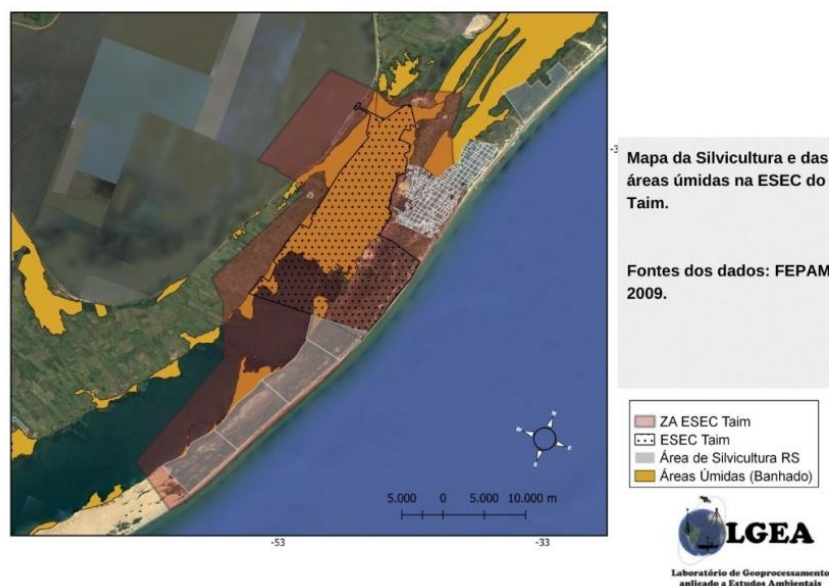 Mapa da Silvicultura e das
áreas úmidas na ESEC do
Taim.
Fontes dos dados: FEPAM
2009.
ZA ESEC Taim
ESEC Taim
Área de Silvicultura RS
Áreas Úmidas (Banhado)
5.000 0 5.000 10.000 m
-53
-33
LGEA
Laboratório de Geoprocessamento
aplicado a Estudos Ambientais